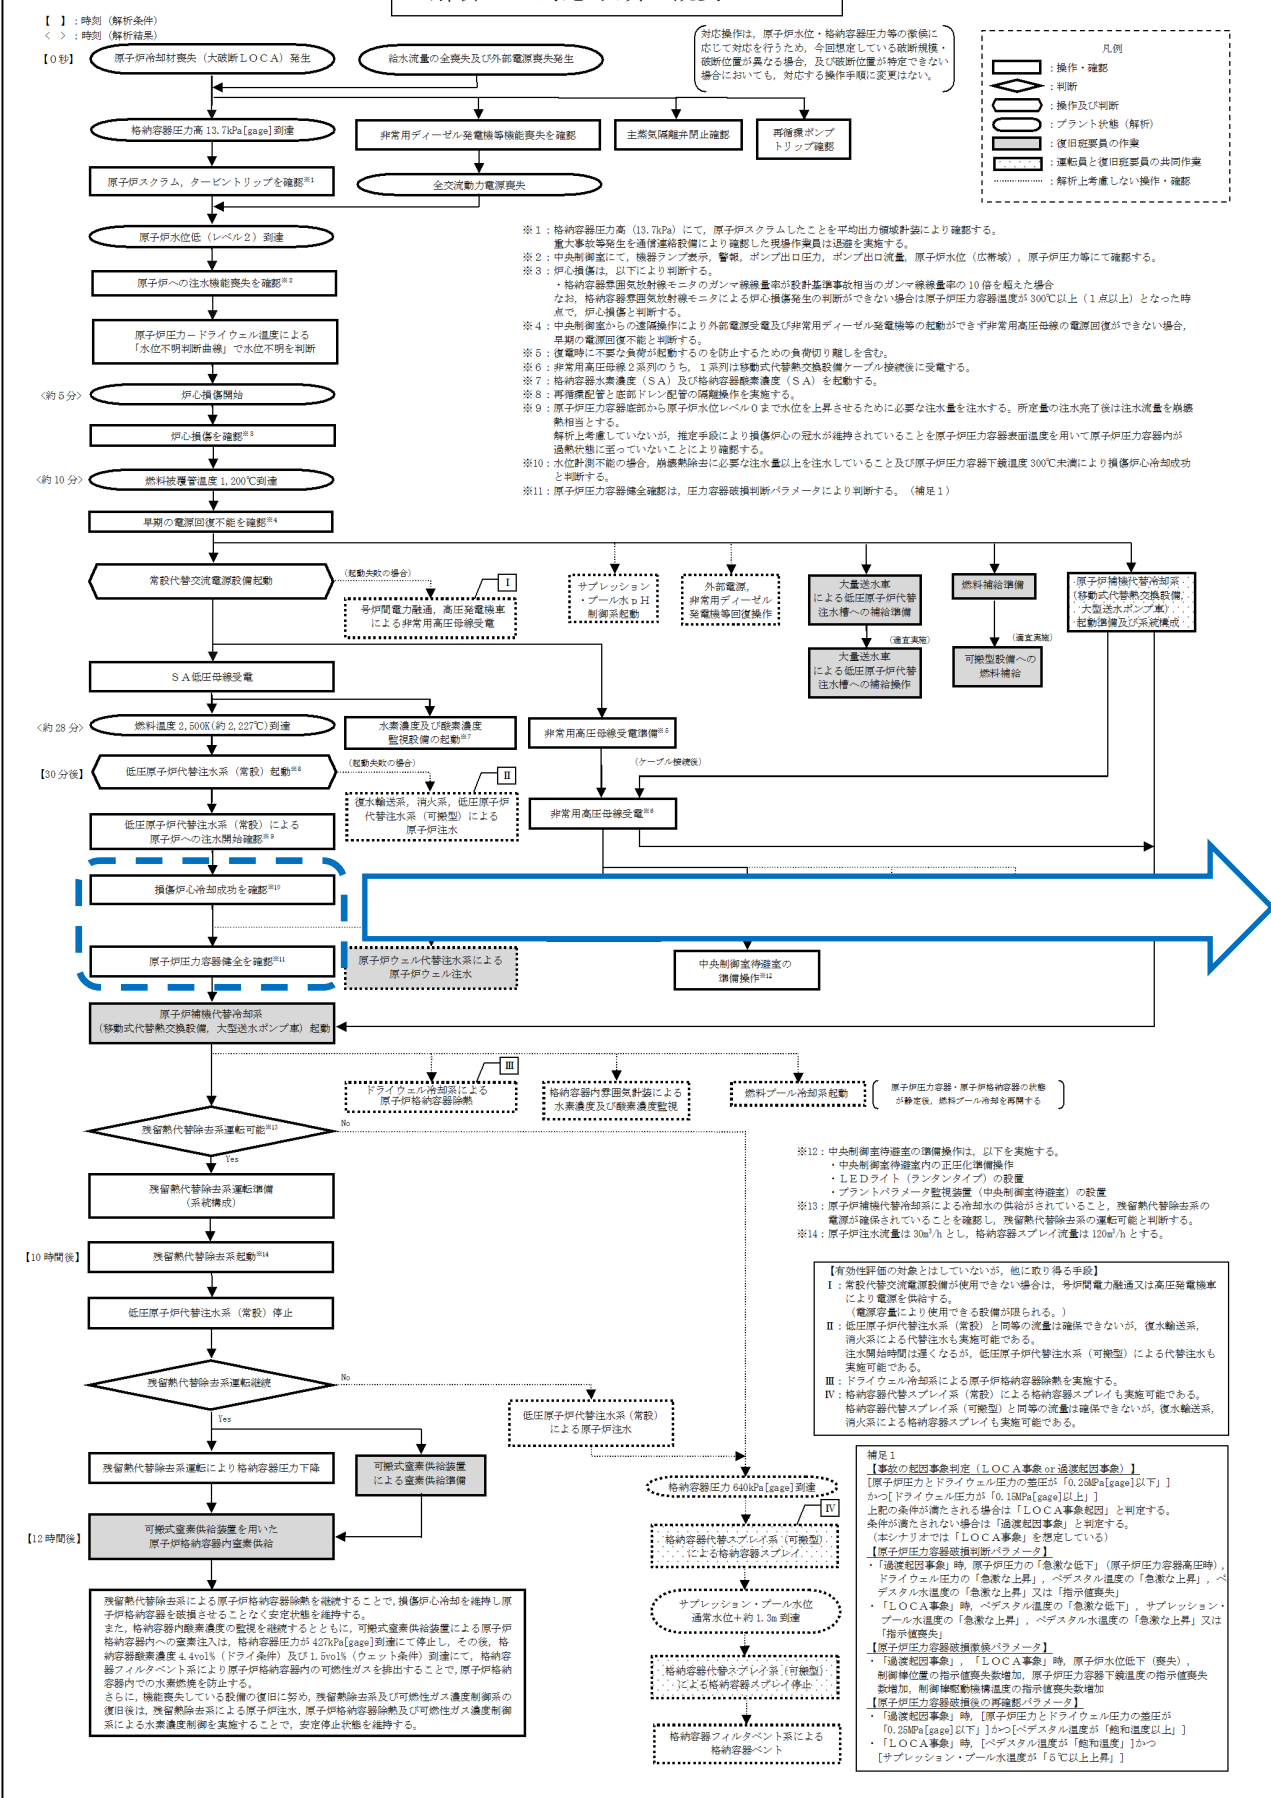 【　】：時刻（解析条件）
＜　＞：時刻（解析結果）
【0秒】
原子炉冷却材喪失（大破断ＬＯＣＡ）発生
給水流量の全喪失及び外部電源喪失発生
対応操作は，原子炉水位・格納容器圧力等の徴候に
応じて対応を行うため，今回想定している破断規模・
破断位置が異なる場合，及び破断位置が特定できない
場合においても，対応する操作手順に変更はない。
凡例
：操作・確認
：判断
：操作及び判断
：プラント状態（解析）
：復旧班要員の作業
：運転員と復旧班要員の共同作業
：解析上考慮しない操作・確認
格納容器圧力高 13.7kPa[gage]到達
非常用ディーゼル発電機等機能喪失を確認
主蒸気隔離弁閉止確認
再循環ポンプ
トリップ確認
原子炉スクラム，タービントリップを確認※1
全交流動力電源喪失
原子炉水位低（レベル２）到達
原子炉への注水機能喪失を確認※2
原子炉圧力－ドライウェル温度による
「水位不明判断曲線」で水位不明を判断
＜約５分＞
炉心損傷開始
炉心損傷を確認※3
＜約10分＞
燃料被覆管温度 1,200℃到達
早期の電源回復不能を確認※4
※１：格納容器圧力高（13.7kPa）にて，原子炉スクラムしたことを平均出力領域計装により確認する。
重大事故等発生を通信連絡設備により確認した現場作業員は退避を実施する。
※２：中央制御室にて，機器ランプ表示，警報，ポンプ出口圧力，ポンプ出口流量，原子炉水位（広帯域），原子炉圧力等にて確認する。
※３：炉心損傷は，以下により判断する。
・格納容器雰囲気放射線モニタのガンマ線線量率が設計基準事故相当のガンマ線線量率の10倍を超えた場合
なお，格納容器雰囲気放射線モニタによる炉心損傷発生の判断ができない場合は原子炉圧力容器温度が300℃以上（１点以上）となった時
点で，炉心損傷と判断する。
※４：中央制御室からの遠隔操作により外部電源受電及び非常用ディーゼル発電機等の起動ができず非常用高圧母線の電源回復ができない場合，
早期の電源回復不能と判断する。
※５：復電時に不要な負荷が起動するのを防止するための負荷切り離しを含む。
※６：非常用高圧母線２系列のうち，１系列は移動式代替熱交換設備ケーブル接続後に受電する。
※７：格納容器水素濃度（ＳＡ）及び格納容器酸素濃度（ＳＡ）を起動する。
※８：再循環配管と底部ドレン配管の隔離操作を実施する。
※９：原子炉圧力容器底部から原子炉水位レベル０まで水位を上昇させるために必要な注水量を注水する。所定量の注水完了後は注水流量を崩壊
熱相当とする。
解析上考慮していないが，推定手段により損傷炉心の冠水が維持されていることを原子炉圧力容器表面温度を用いて原子炉圧力容器内が
過熱状態に至っていないことにより確認する。
※10：水位計測不能の場合，崩壊熱除去に必要な注水量以上を注水していること及び原子炉圧力容器下鏡温度300℃未満により損傷炉心冷却成功
と判断する。
※11：原子炉圧力容器健全確認は，圧力容器破損判断パラメータにより判断する。（補足１）
常設代替交流電源設備起動
（起動失敗の場合）
Ⅰ
号炉間電力融通，高圧発電機車
による非常用高圧母線受電
サプレッション
・プール水ｐＨ
制御系起動
外部電源，
非常用ディーゼル
発電機等回復操作
大量送水車
による低圧原子炉代替
注水槽への補給準備
燃料補給準備
原子炉補機代替冷却系
（移動式代替熱交換設備，
大型送水ポンプ車）
起動準備及び系統構成
（適宜実施）
（適宜実施）
大量送水車
による低圧原子炉代替
注水槽への補給操作
可搬型設備への
燃料補給
ＳＡ低圧母線受電
＜約28分＞
燃料温度 2,500K(約 2,227℃)到達
水素濃度及び酸素濃度
監視設備の起動※7
非常用高圧母線受電準備※5
【30分後】
低圧原子炉代替注水系（常設）起動※8
（起動失敗の場合）
Ⅱ
（ケーブル接続後）
復水輸送系，消火系，低圧原子炉
代替注水系（可搬型）による
原子炉注水
非常用高圧母線受電※6
低圧原子炉代替注水系（常設）による
原子炉への注水開始確認※9
損傷炉心冷却成功を確認※10
原子炉圧力容器健全を確認※11
原子炉ウェル代替注水系による
原子炉ウェル注水
中央制御室待避室の
準備操作※12
原子炉補機代替冷却系
（移動式代替熱交換設備，大型送水ポンプ車）起動
Ⅲ
ドライウェル冷却系による
原子炉格納容器除熱
格納容器内雰囲気計装による
水素濃度及び酸素濃度監視
燃料プール冷却系起動
原子炉圧力容器・原子炉格納容器の状態
が静定後，燃料プール冷却を再開する
残留熱代替除去系運転可能※13
No
Yes
残留熱代替除去系運転準備
（系統構成）
※12：中央制御室待避室の準備操作は，以下を実施する。
・中央制御室待避室内の正圧化準備操作
・ＬＥＤライト（ランタンタイプ）の設置
・プラントパラメータ監視装置（中央制御室待避室）の設置
※13：原子炉補機代替冷却系による冷却水の供給がされていること，残留熱代替除去系の
電源が確保されていることを確認し，残留熱代替除去系の運転可能と判断する。
※14：原子炉注水流量は 30m³/h とし，格納容器スプレイ流量は 120m³/h とする。
【10時間後】
残留熱代替除去系起動※14
低圧原子炉代替注水系（常設）停止
【有効性評価の対象とはしていないが，他に取り得る手段】
Ⅰ：常設代替交流電源設備が使用できない場合は，号炉間電力融通又は高圧発電機車
により電源を供給する。
（電源容量により使用できる設備が限られる。）
Ⅱ：低圧原子炉代替注水系（常設）と同等の流量は確保できないが，復水輸送系，
消火系による代替注水も実施可能である。
注水開始時間は遅くなるが，低圧原子炉代替注水系（可搬型）による代替注水も
実施可能である。
Ⅲ：ドライウェル冷却系による原子炉格納容器除熱を実施する。
Ⅳ：格納容器代替スプレイ系（常設）による格納容器スプレイも実施可能である。
格納容器代替スプレイ系（可搬型）と同等の流量は確保できないが，復水輸送系，
消火系による格納容器スプレイも実施可能である。
残留熱代替除去系運転継続
No
Yes
低圧原子炉代替注水系（常設）
による原子炉注水
残留熱代替除去系運転により格納容器圧力下降
可搬式窒素供給装置
による窒素供給準備
格納容器圧力 640kPa[gage]到達
Ⅳ
【12時間後】
可搬式窒素供給装置を用いた
原子炉格納容器内窒素供給
格納容器代替スプレイ系（可搬型）
による格納容器スプレイ
サプレッション・プール水位
通常水位＋約 1.3m 到達
格納容器代替スプレイ系（可搬型）
による格納容器スプレイ停止
格納容器フィルタベント系による
格納容器ベント
残留熱代替除去系による原子炉格納容器除熱を継続することで，損傷炉心冷却を維持し原
子炉格納容器を破損させることなく安定状態を維持する。
また，格納容器内酸素濃度の監視を継続するとともに，可搬式窒素供給装置による原子炉
格納容器内への窒素注入は，格納容器圧力が 427kPa[gage]到達にて停止し，その後，格
納容器酸素濃度 4.4vol%（ドライ条件）及び 1.5vol%（ウェット条件）到達にて，格納容
器フィルタベント系により原子炉格納容器内の可燃性ガスを排出することで，原子炉格納
容器内での水素燃焼を防止する。
さらに，機能喪失している設備の復旧に努め，残留熱除去系及び可燃性ガス濃度制御系の
復旧後は，残留熱除去系による原子炉注水，原子炉格納容器除熱及び可燃性ガス濃度制御
系による水素濃度制御を実施することで，安定停止状態を維持する。
補足１
【事故の起因事象判定（ＬＯＣＡ事象 or 過渡起因事象）】
[原子炉圧力とドライウェル圧力の差圧が「0.25MPa[gage]以下」]
かつ[ドライウェル圧力が「0.15MPa[gage]以上」]
上記の条件が満たされる場合は「ＬＯＣＡ事象起因」と判定する。
条件が満たされない場合は「過渡起因事象」と判定する。
（本シナリオでは「ＬＯＣＡ事象」を想定している）
【原子炉圧力容器破損判断パラメータ】
・「過渡起因事象」時，原子炉圧力の「急激な低下」（原子炉圧力容器高圧時），
ドライウェル圧力の「急激な上昇」，ペデスタル温度の「急激な上昇」，ペ
デスタル水温度の「急激な上昇」又は「指示値喪失」
・「ＬＯＣＡ事象」時，ペデスタル温度の「急激な低下」，サプレッション・
プール水温度の「急激な上昇」，ペデスタル水温度の「急激な上昇」又は
「指示値喪失」
【原子炉圧力容器破損徴候パラメータ】
・「過渡起因事象」，「ＬＯＣＡ事象」時，原子炉水位低下（喪失），
制御棒位置の指示値喪失数増加，原子炉圧力容器下鏡温度の指示値喪失
数増加，制御棒駆動機構温度の指示値喪失数増加
【原子炉圧力容器破損後の再確認パラメータ】
・「過渡起因事象」時，[原子炉圧力とドライウェル圧力の差圧が
「0.25MPa[gage]以下」]かつ[ペデスタル温度が「飽和温度以上」]
・「ＬＯＣＡ事象」時，[ペデスタル温度が「飽和温度」]かつ
[サプレッション・プール水温度が「５℃以上上昇」]